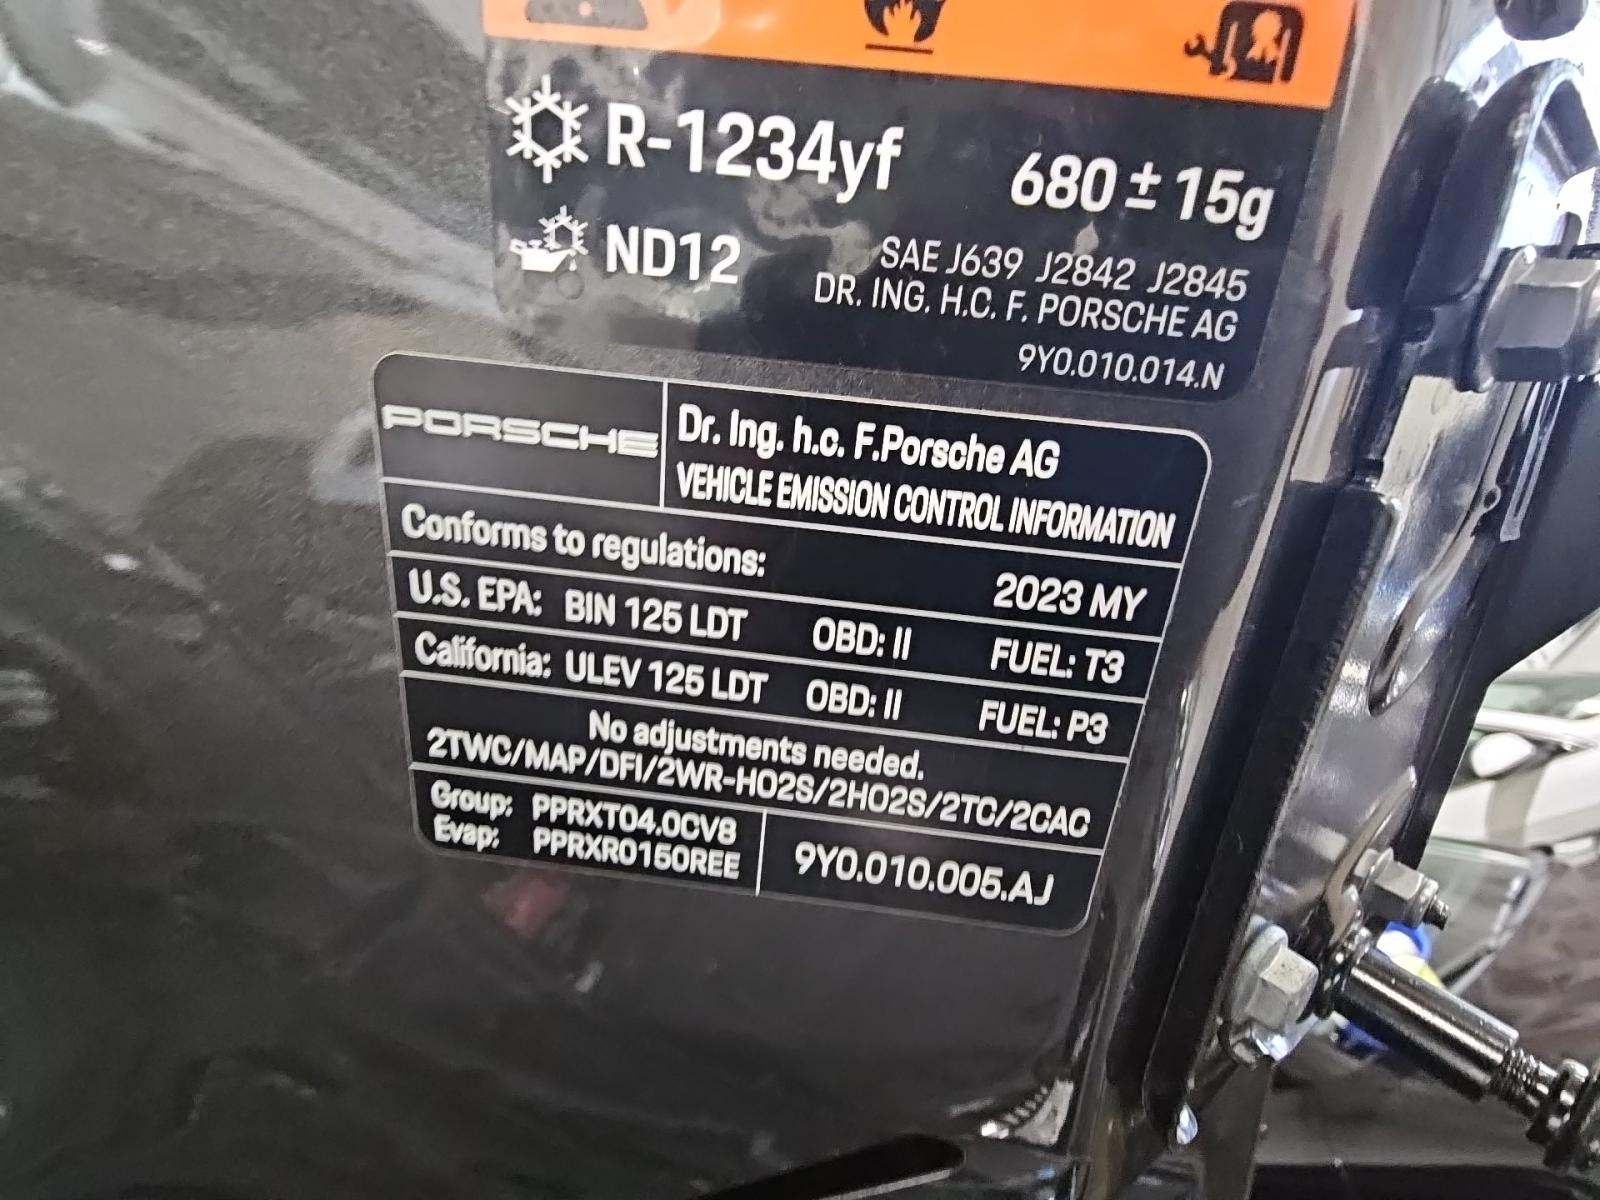 R-1234yf 680 ± 15g
ND12
SAE J639 J2842 J2845
DR. ING. H.C. F. PORSCHE AG
9Y0.010.014.N
PORSCHE
Dr. Ing. h.c. F.Porsche AG
VEHICLE EMISSION CONTROL INFORMATION
Conforms to regulations: 2023 MY
U.S. EPA: BIN 125 LDT OBD: II FUEL: T3
California: ULEV 125 LDT OBD: II FUEL: P3
No adjustments needed.
2TWC/MAP/DFI/2WR-HO2S/2HO2S/2TC/2CAC
Group: PPRXT04.0CV8
Evap: PPRXR0150REE
9Y0.010.005.AJ